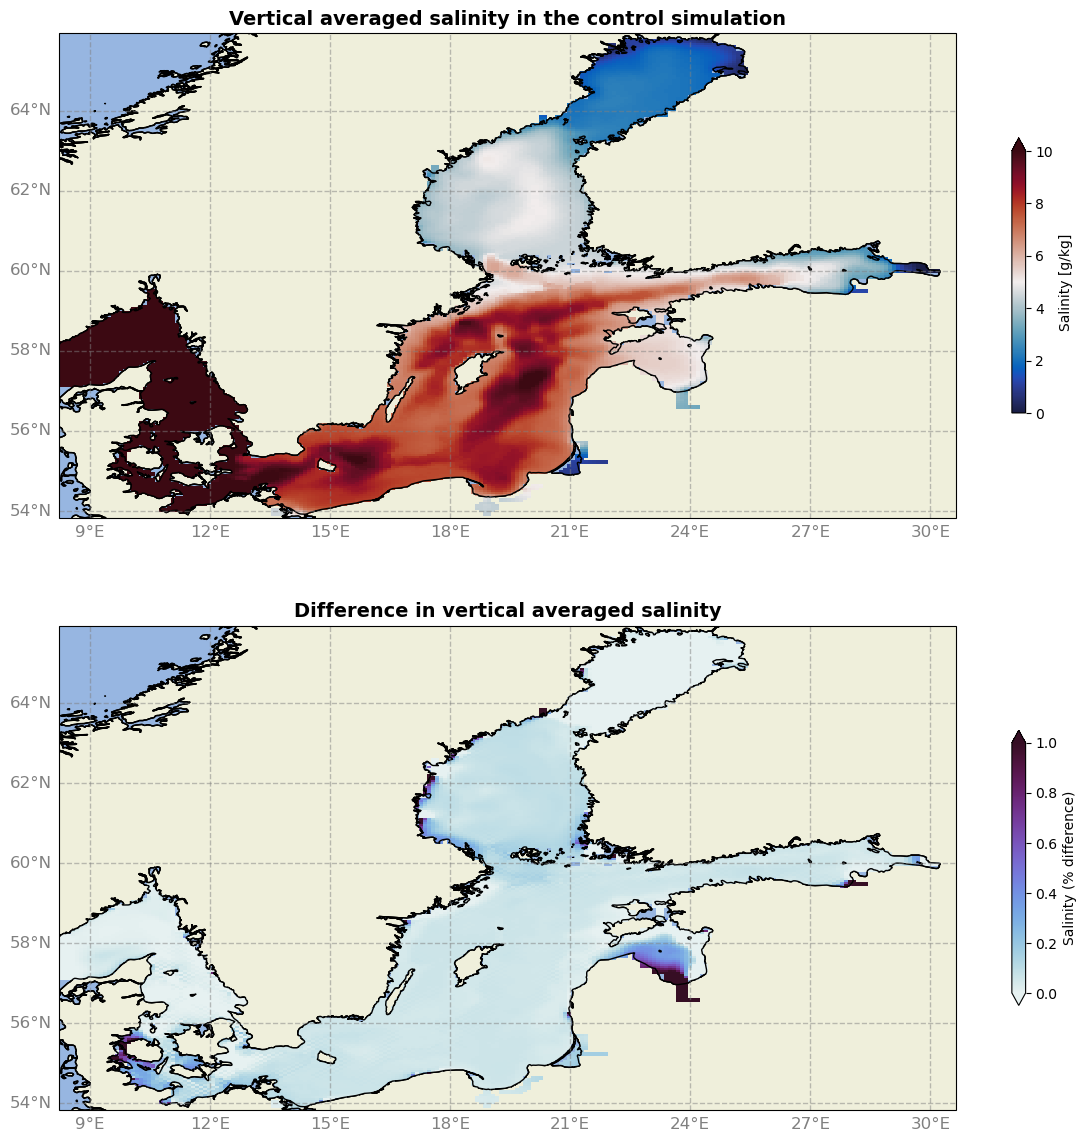 Vertical averaged salinity in the control simulation
64°N
62°N
60°N
58°N
56°N
54°N
9°E 12°E 15°E 18°E 21°E 24°E 27°E 30°E
10
8
6
4
2
0
Salinity [g/kg]
Difference in vertical averaged salinity
64°N
62°N
60°N
58°N
56°N
54°N
9°E 12°E 15°E 18°E 21°E 24°E 27°E 30°E
1.0
0.8
0.6
0.4
0.2
0.0
Salinity (% difference)